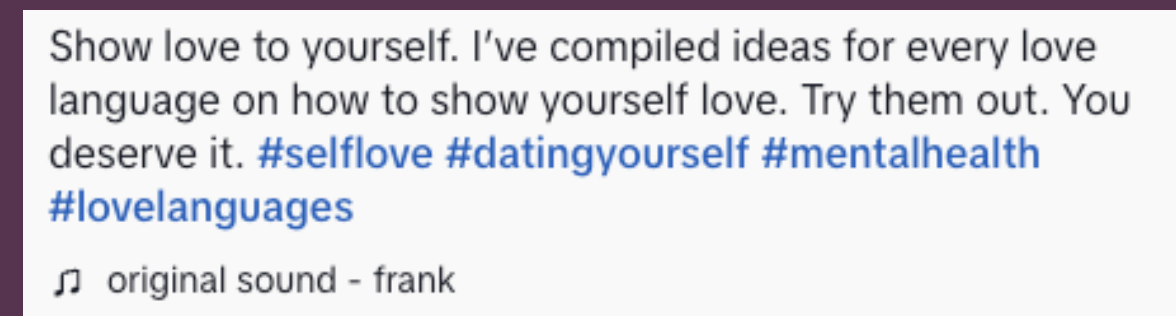 Show love to yourself. I’ve compiled ideas for every love
language on how to show yourself love. Try them out. You
deserve it. #selflove #datingyourself #mentalhealth
#lovelanguages
♫ original sound - frank